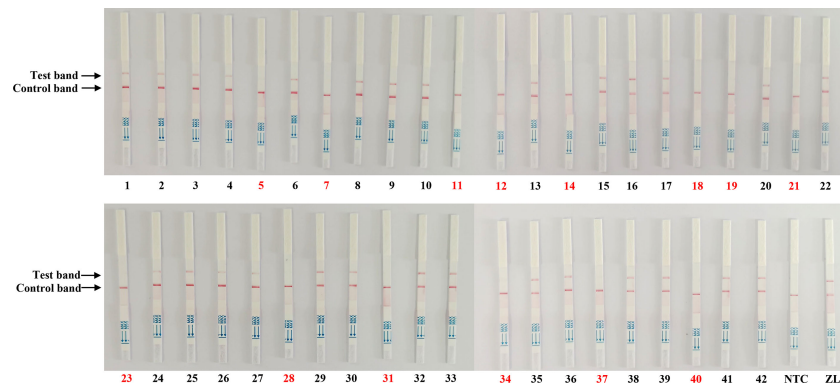 Test band
Control band
1 2 3 4 5 6 7 8 9 10 11 12 13 14 15 16 17 18 19 20 21 22
Test band
Control band
23 24 25 26 27 28 29 30 31 32 33 34 35 36 37 38 39 40 41 42 NTC ZL